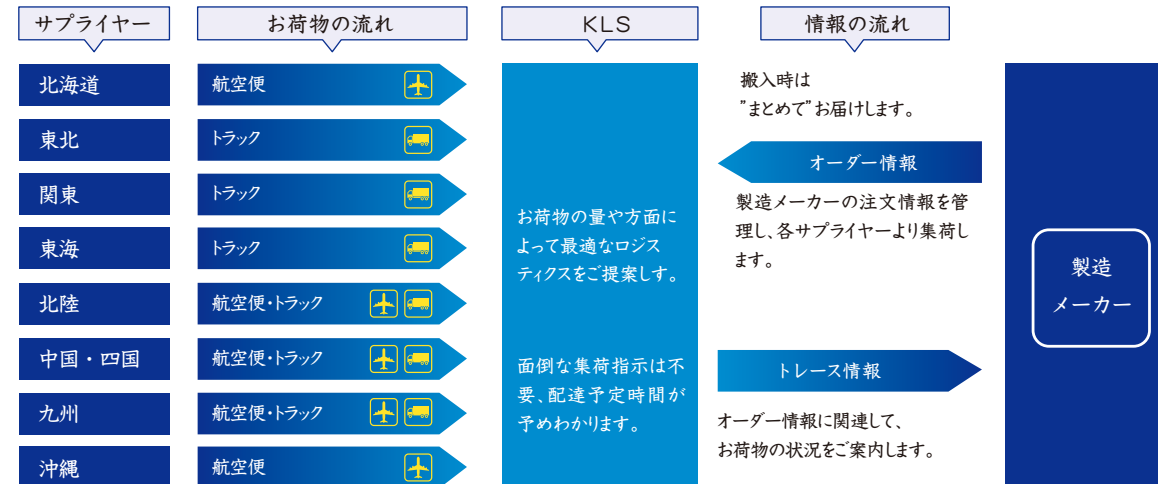 サプライヤー
お荷物の流れ
KLS
情報の流れ
北海道
航空便
東北
トラック
関東
トラック
東海
トラック
北陸
航空便・トラック
中国・四国
航空便・トラック
九州
航空便・トラック
沖縄
航空便
お荷物の量や方面に
よって最適なロジス
ティクスをご提案しす。
面倒な集荷指示は不
要、配達予定時間が
予めわかります。
搬入時は
”まとめて”お届けします。
オーダー情報
製造メーカーの注文情報を管
理し、各サプライヤーより集荷し
ます。
トレース情報
オーダー情報に関連して、
お荷物の状況をご案内します。
製造
メーカー